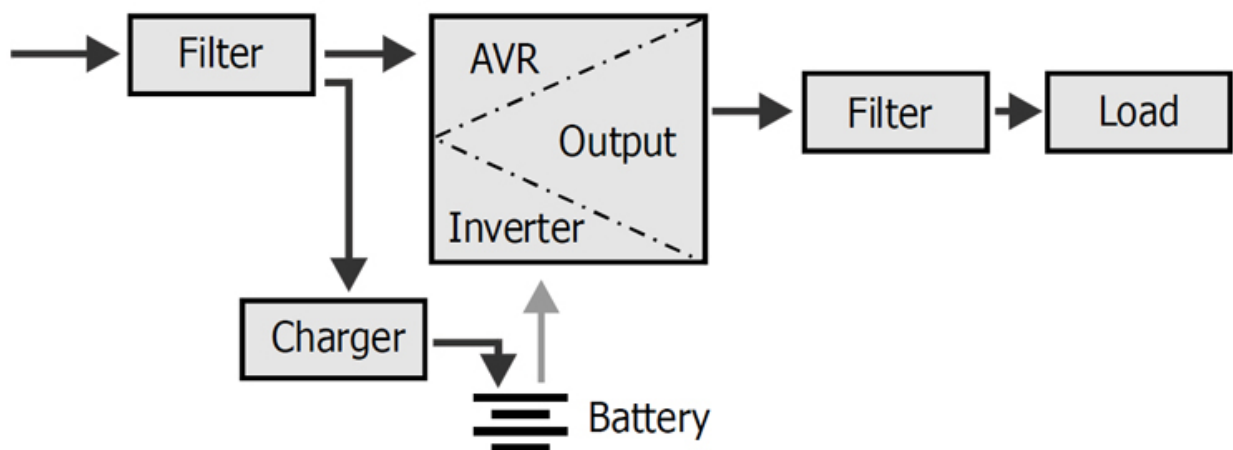 Filter
AVR
Output
Inverter
Filter
Load
Charger
Battery